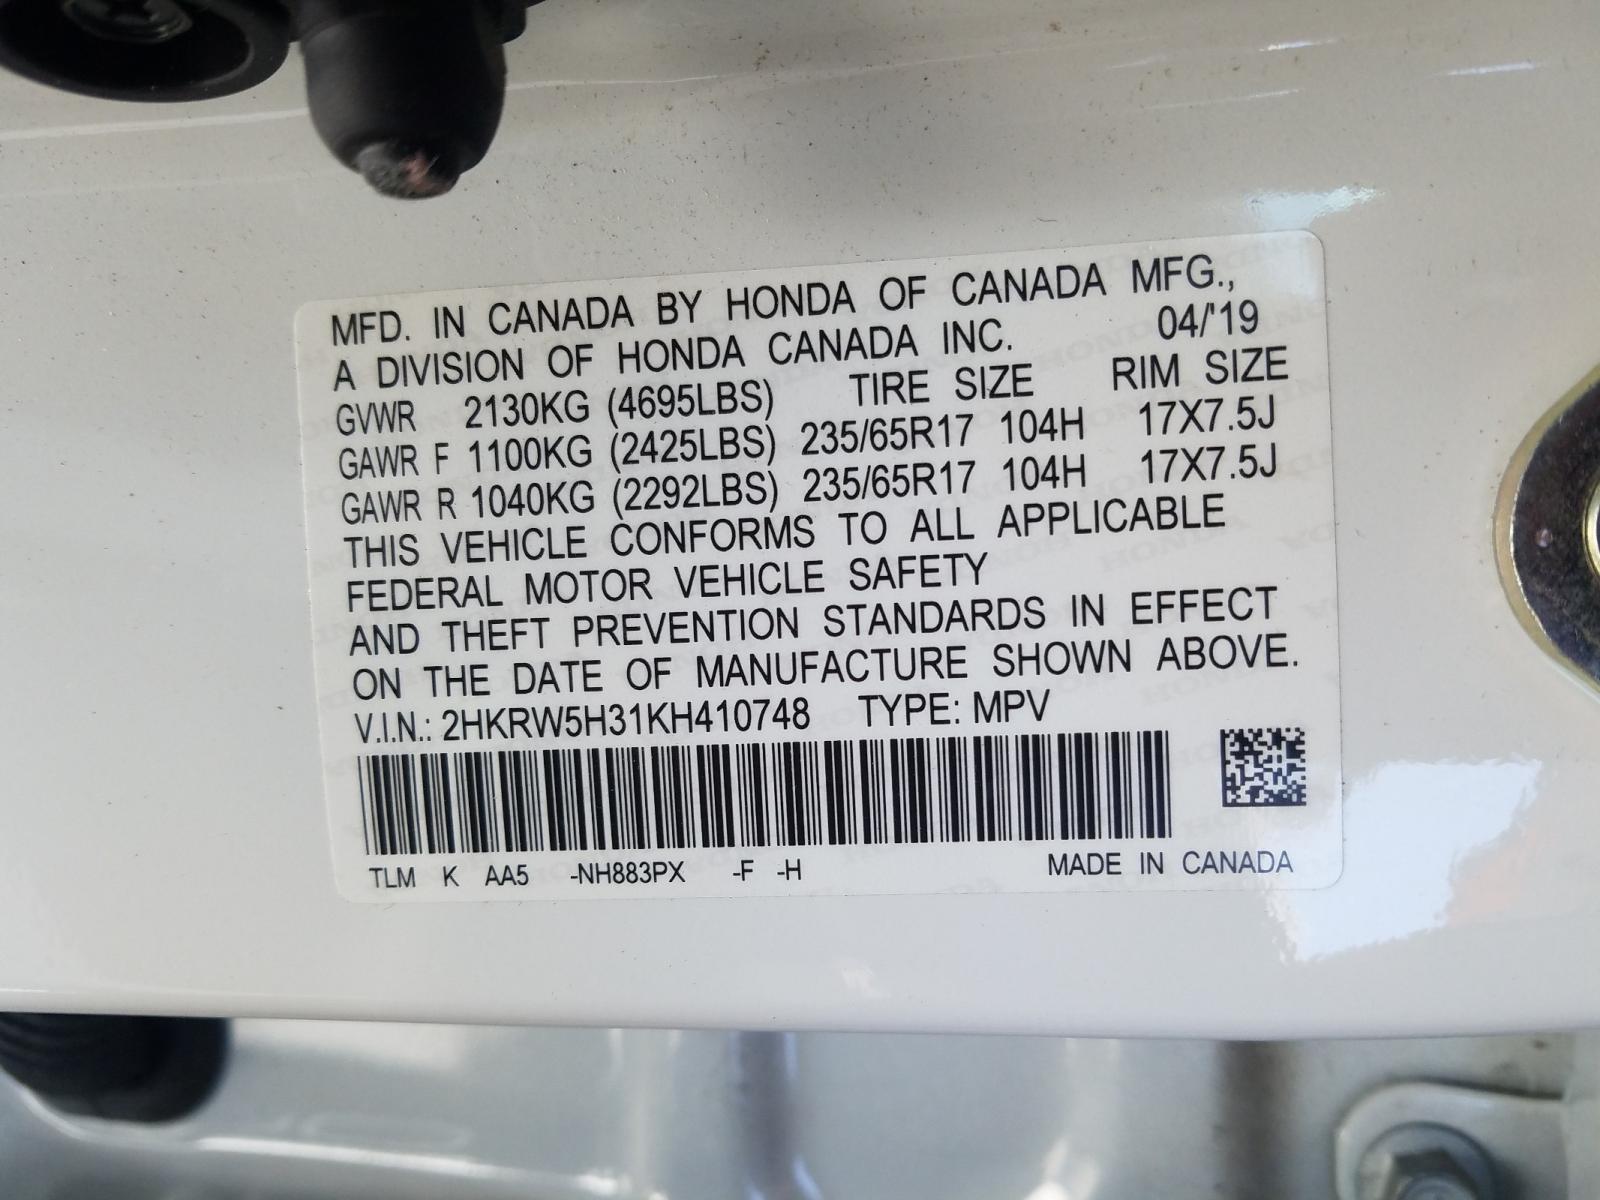 MFD. IN CANADA BY HONDA OF CANADA MFG.,
A DIVISION OF HONDA CANADA INC. 04/'19
GVWR 2130KG (4695LBS) TIRE SIZE RIM SIZE
GAWR F 1100KG (2425LBS) 235/65R17 104H 17X7.5J
GAWR R 1040KG (2292LBS) 235/65R17 104H 17X7.5J
THIS VEHICLE CONFORMS TO ALL APPLICABLE
FEDERAL MOTOR VEHICLE SAFETY
AND THEFT PREVENTION STANDARDS IN EFFECT
ON THE DATE OF MANUFACTURE SHOWN ABOVE.
V.I.N.: 2HKRW5H31KH410748 TYPE: MPV
TLM K AA5 -NH883PX -F -H MADE IN CANADA